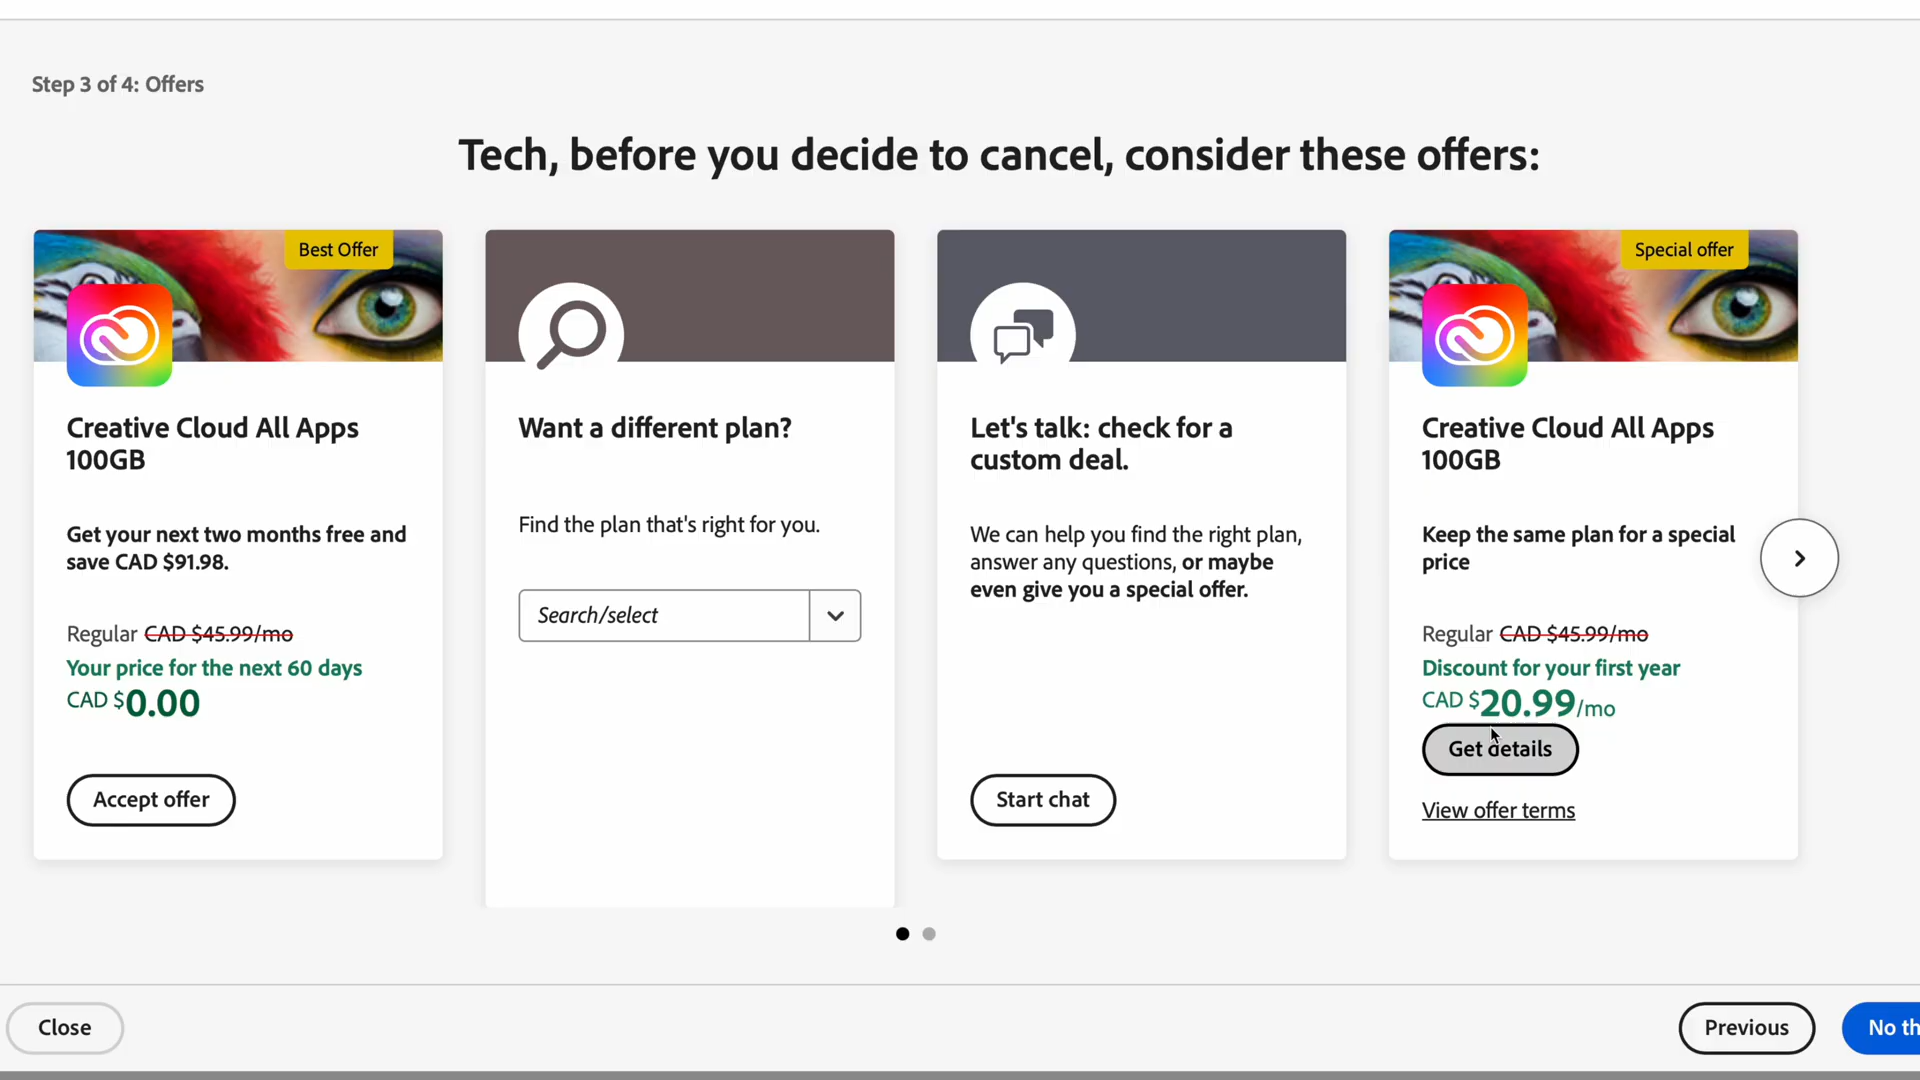 Step 3 of 4: Offers
Tech, before you decide to cancel, consider these offers:
Best Offer
Creative Cloud All Apps
100GB
Get your next two months free and
save CAD $91.98.
Regular CAD $45.99/mo
Your price for the next 60 days
CAD $0.00
Accept offer
Want a different plan?
Find the plan that's right for you.
Search/select
Let's talk: check for a
custom deal.
We can help you find the right plan,
answer any questions, or maybe
even give you a special offer.
Start chat
Special offer
Creative Cloud All Apps
100GB
Keep the same plan for a special
price
Regular CAD $45.99/mo
Discount for your first year
CAD $20.99/mo
Get details
View offer terms
Close
Previous
No th